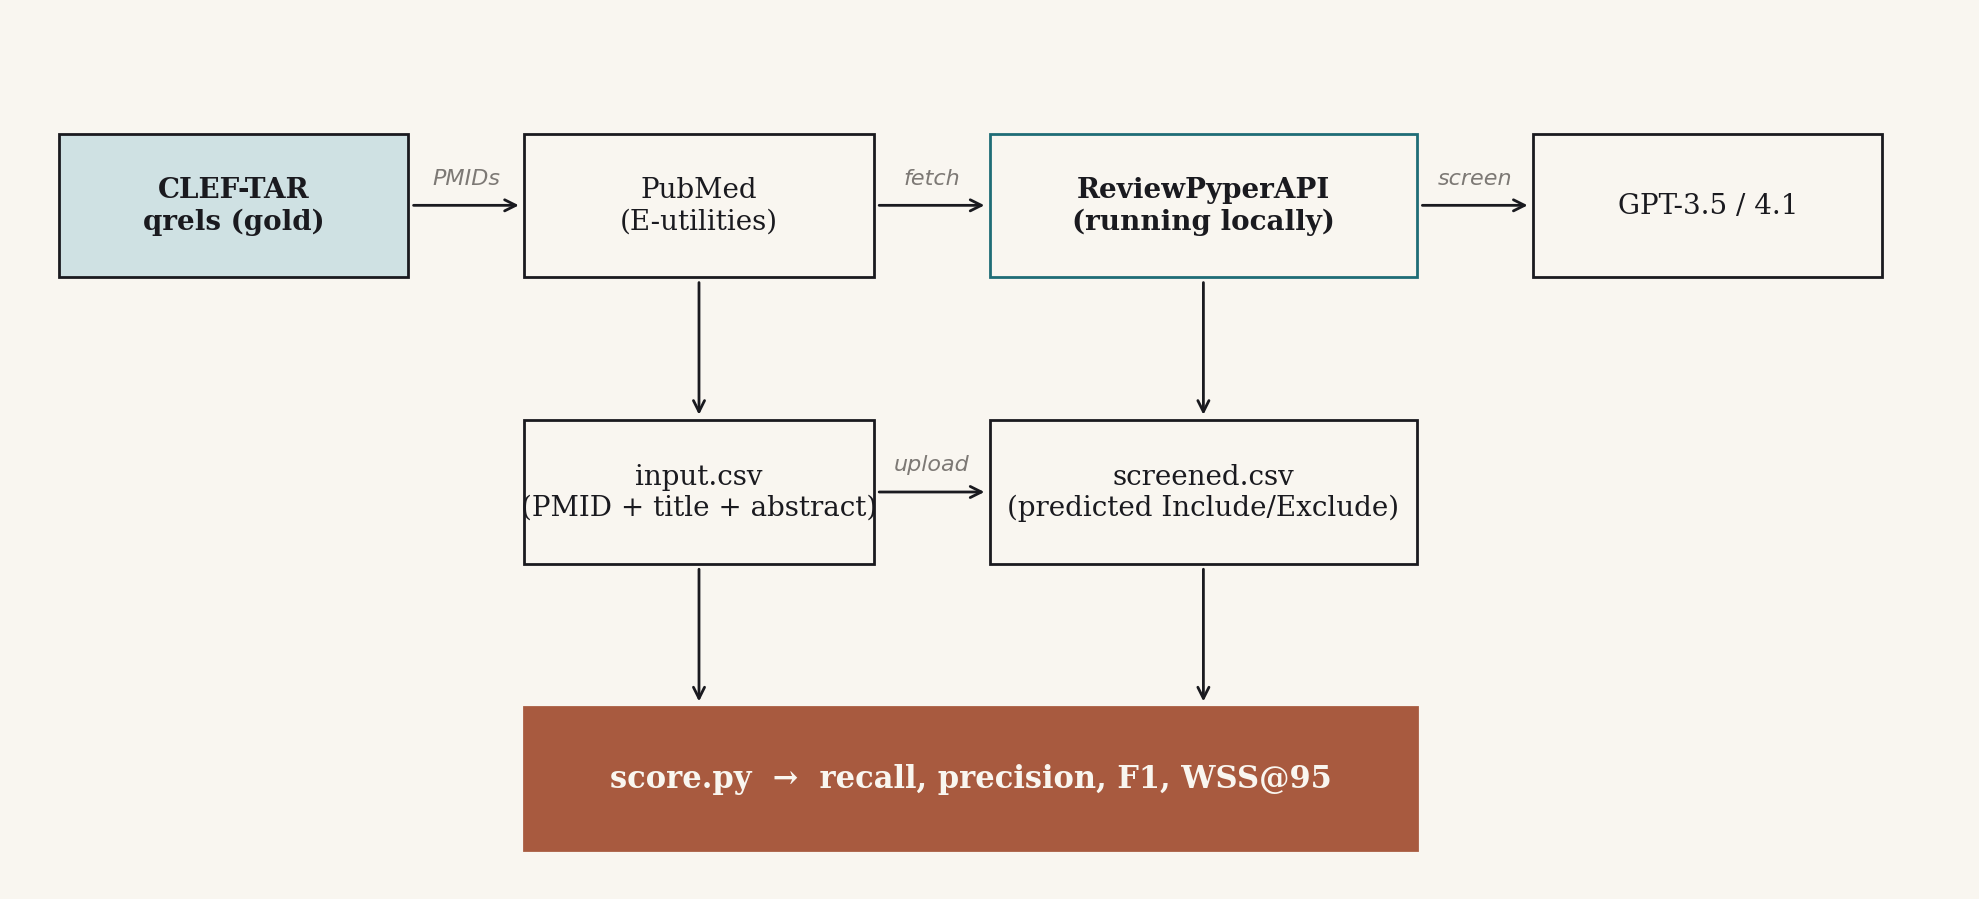 CLEF-TAR
qrels (gold)
PMIDs
PubMed
(E-utilities)
fetch
ReviewPyperAPI
(running locally)
screen
GPT-3.5 / 4.1
input.csv
(PMID + title + abstract)
upload
screened.csv
(predicted Include/Exclude)
score.py → recall, precision, F1, WSS@95